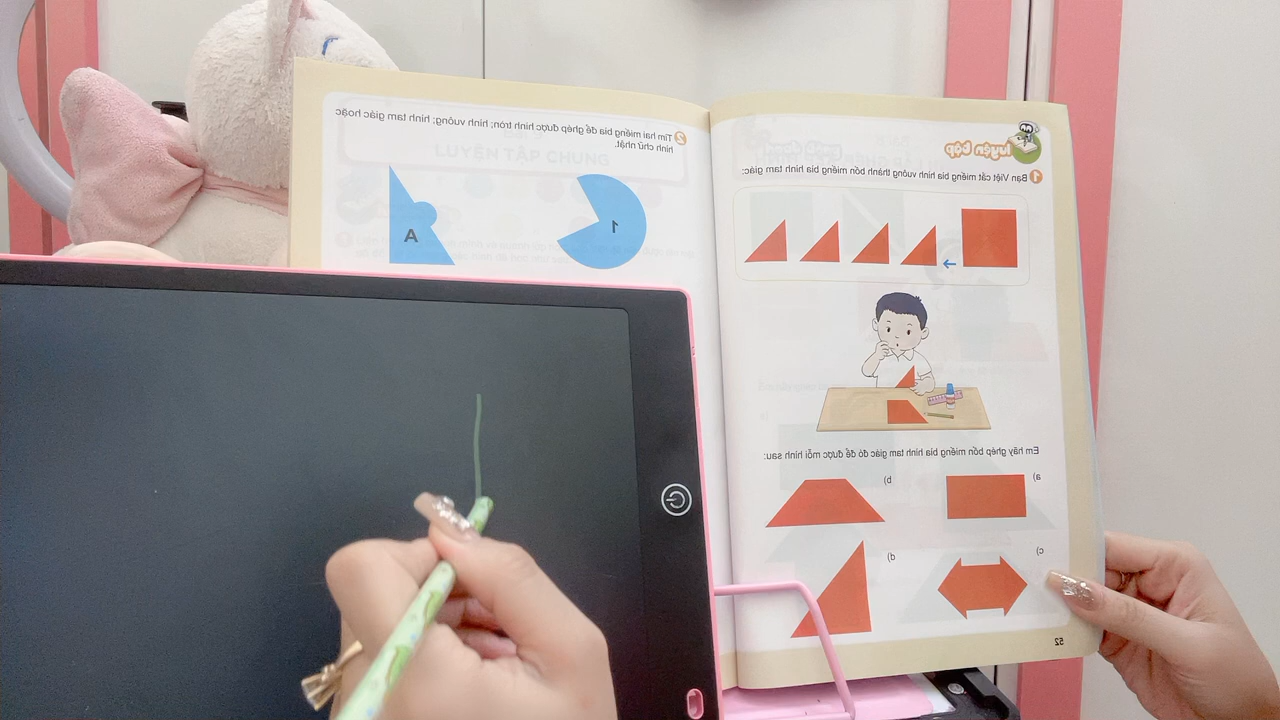 luyện tập
1 Bạn Việt cắt miếng bìa hình vuông thành bốn miếng bìa hình tam giác:
Em hãy ghép bốn miếng bìa hình tam giác đó để được mỗi hình sau:
a)
b)
c)
d)
52
2 Tìm hai miếng bìa để ghép được hình tròn; hình vuông; hình tam giác hoặc
hình chữ nhật.
LUYỆN TẬP CHUNG
1
A